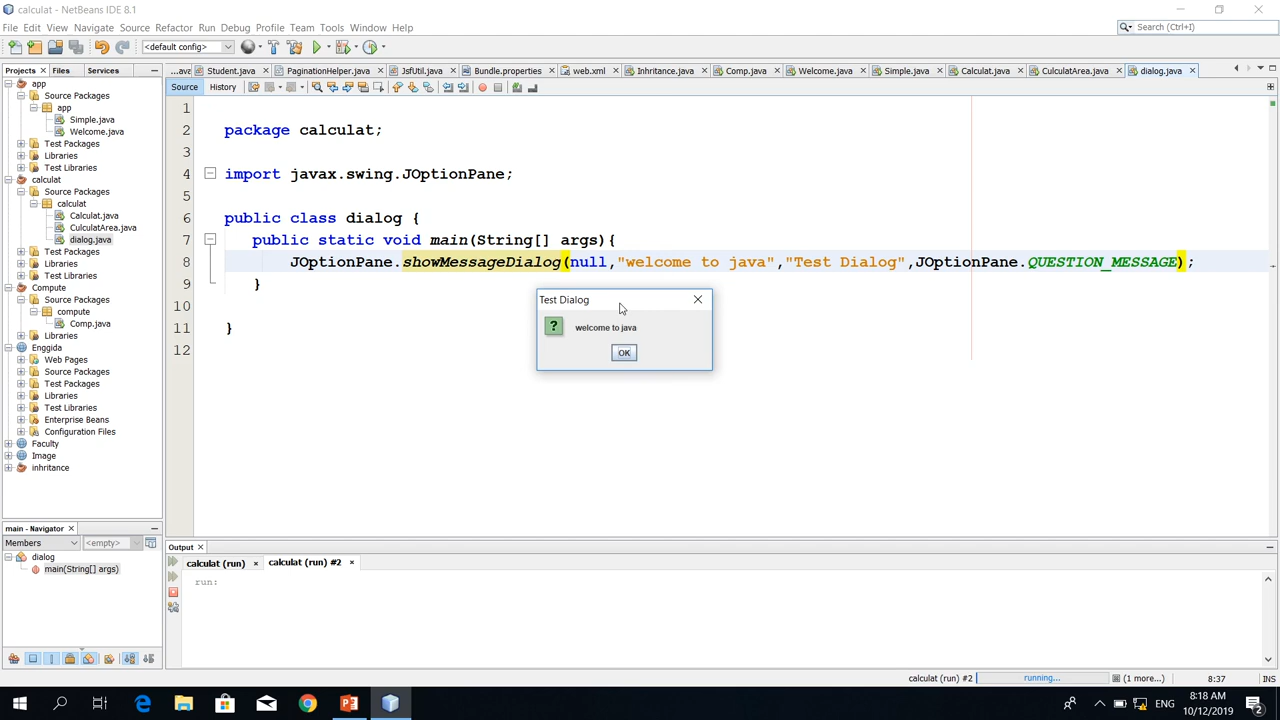 calculat - NetBeans IDE 8.1
File Edit View Navigate Source Refactor Run Debug Profile Team Tools Window Help
Search (Ctrl+I)
<default config>
Projects Files Services
...ava Student.java PaginationHelper.java JsfUtil.java Bundle.properties web.xml Inhritance.java Comp.java Welcome.java Simple.java Calculat.java CulculatArea.java dialog.java
Source History
app
Source Packages
app
Simple.java
Welcome.java
Test Packages
Libraries
Test Libraries
calculat
Source Packages
calculat
Calculat.java
CulculatArea.java
dialog.java
Test Packages
Libraries
Test Libraries
Compute
Source Packages
compute
Comp.java
Libraries
Enggida
Web Pages
Source Packages
Test Packages
Libraries
Test Libraries
Enterprise Beans
Configuration Files
Faculty
Image
inhritance
1
2 package calculat;
3
4 import javax.swing.JOptionPane;
5
6 public class dialog {
7 public static void main(String[] args){
8 JOptionPane.showMessageDialog(null,"welcome to java","Test Dialog",JOptionPane.QUESTION_MESSAGE);
9 }
10
11 }
12
Test Dialog
? welcome to java
OK
main - Navigator
Members <empty>
dialog
main(String[] args)
Output
calculat (run) calculat (run) #2
run:
calculat (run) #2 running... (1 more...) 8:37 INS
ENG
8:18 AM
10/12/2019
2